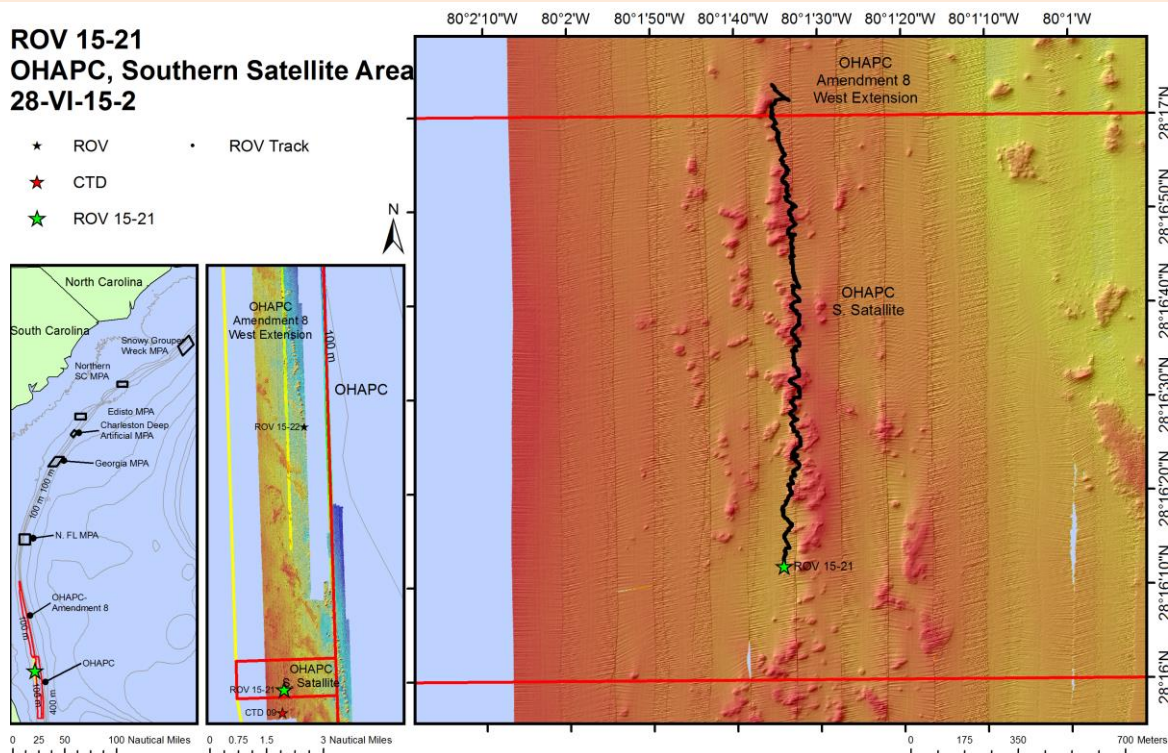 ROV 15-21
OHAPC, Southern Satellite Area
28-VI-15-2
ROV
ROV Track
CTD
ROV 15-21
N
North Carolina
South Carolina
Snowy Grouper
Wreck MPA
Northern
SC MPA
Edisto MPA
Charleston Deep
Artificial MPA
Georgia MPA
100 m
100 m
N. FL MPA
OHAPC-
Amendment 8
100 m
OHAPC
100 m
400 m
0 25 50 100 Nautical Miles
OHAPC
Amendment 8
West Extension
100 m
OHAPC
ROV 15-22
OHAPC
S. Satallite
ROV 15-21
CTD 09
0 0.75 1.5 3 Nautical Miles
80°2'10"W 80°2'W 80°1'50"W 80°1'40"W 80°1'30"W 80°1'20"W 80°1'10"W 80°1'W
OHAPC
Amendment 8
West Extension
OHAPC
S. Satallite
ROV 15-21
28°17'N
28°16'50"N
28°16'40"N
28°16'30"N
28°16'20"N
28°16'10"N
28°16'N
0 175 350 700 Meters